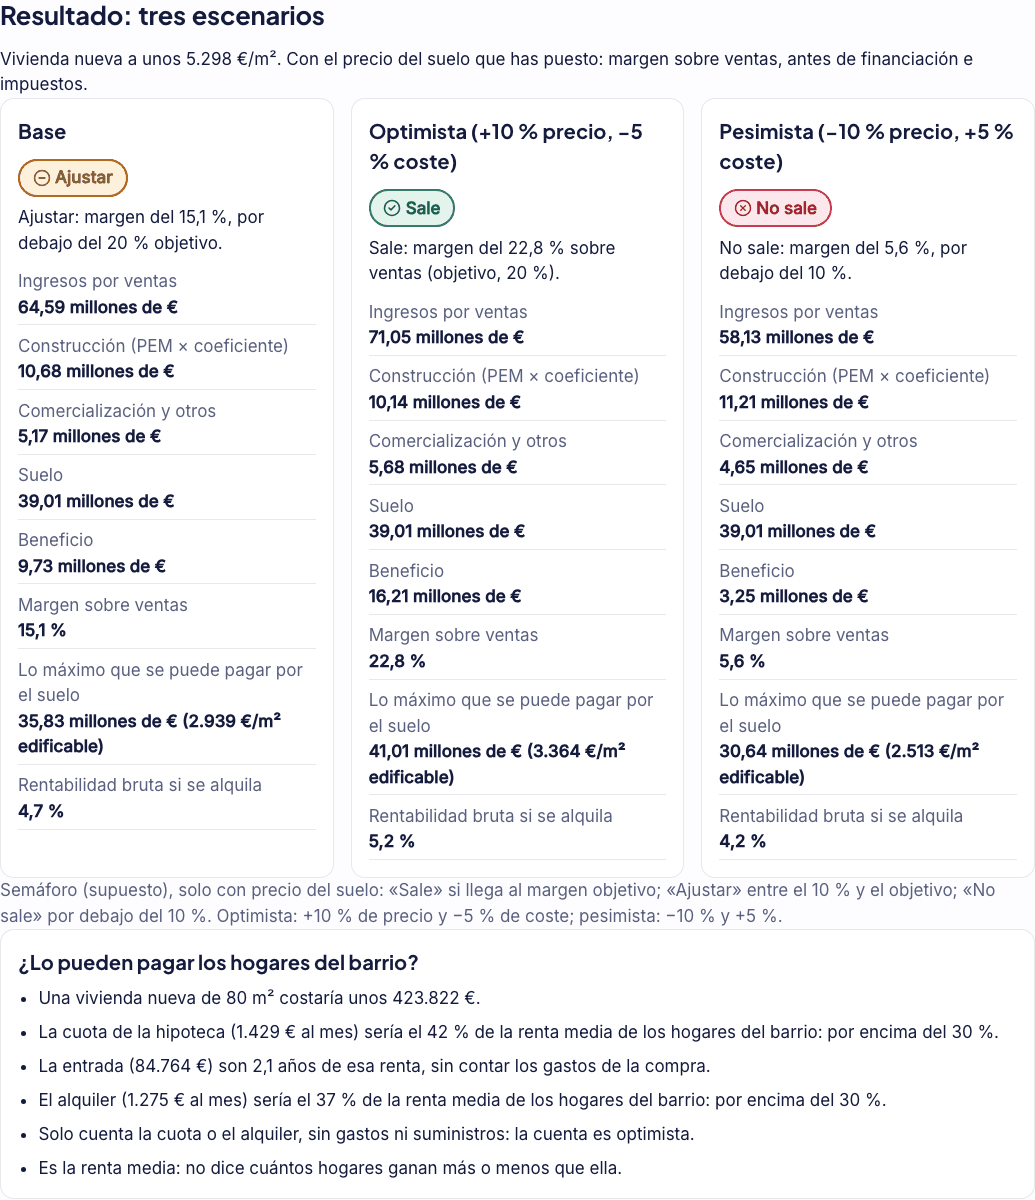 Resultado: tres escenarios
Vivienda nueva a unos 5.298 €/m². Con el precio del suelo que has puesto: margen sobre ventas, antes de financiación e
impuestos.
Base
Ajustar
Ajustar: margen del 15,1 %, por
debajo del 20 % objetivo.
Ingresos por ventas
64,59 millones de €
Construcción (PEM × coeficiente)
10,68 millones de €
Comercialización y otros
5,17 millones de €
Suelo
39,01 millones de €
Beneficio
9,73 millones de €
Margen sobre ventas
15,1 %
Lo máximo que se puede pagar por
el suelo
35,83 millones de € (2.939 €/m²
edificable)
Rentabilidad bruta si se alquila
4,7 %
Optimista (+10 % precio, −5
% coste)
Sale
Sale: margen del 22,8 % sobre
ventas (objetivo, 20 %).
Ingresos por ventas
71,05 millones de €
Construcción (PEM × coeficiente)
10,14 millones de €
Comercialización y otros
5,68 millones de €
Suelo
39,01 millones de €
Beneficio
16,21 millones de €
Margen sobre ventas
22,8 %
Lo máximo que se puede pagar por
el suelo
41,01 millones de € (3.364 €/m²
edificable)
Rentabilidad bruta si se alquila
5,2 %
Pesimista (−10 % precio, +5 %
coste)
No sale
No sale: margen del 5,6 %, por
debajo del 10 %.
Ingresos por ventas
58,13 millones de €
Construcción (PEM × coeficiente)
11,21 millones de €
Comercialización y otros
4,65 millones de €
Suelo
39,01 millones de €
Beneficio
3,25 millones de €
Margen sobre ventas
5,6 %
Lo máximo que se puede pagar por
el suelo
30,64 millones de € (2.513 €/m²
edificable)
Rentabilidad bruta si se alquila
4,2 %
Semáforo (supuesto), solo con precio del suelo: «Sale» si llega al margen objetivo; «Ajustar» entre el 10 % y el objetivo; «No
sale» por debajo del 10 %. Optimista: +10 % de precio y −5 % de coste; pesimista: −10 % y +5 %.
¿Lo pueden pagar los hogares del barrio?
• Una vivienda nueva de 80 m² costaría unos 423.822 €.
• La cuota de la hipoteca (1.429 € al mes) sería el 42 % de la renta media de los hogares del barrio: por encima del 30 %.
• La entrada (84.764 €) son 2,1 años de esa renta, sin contar los gastos de la compra.
• El alquiler (1.275 € al mes) sería el 37 % de la renta media de los hogares del barrio: por encima del 30 %.
• Solo cuenta la cuota o el alquiler, sin gastos ni suministros: la cuenta es optimista.
• Es la renta media: no dice cuántos hogares ganan más o menos que ella.